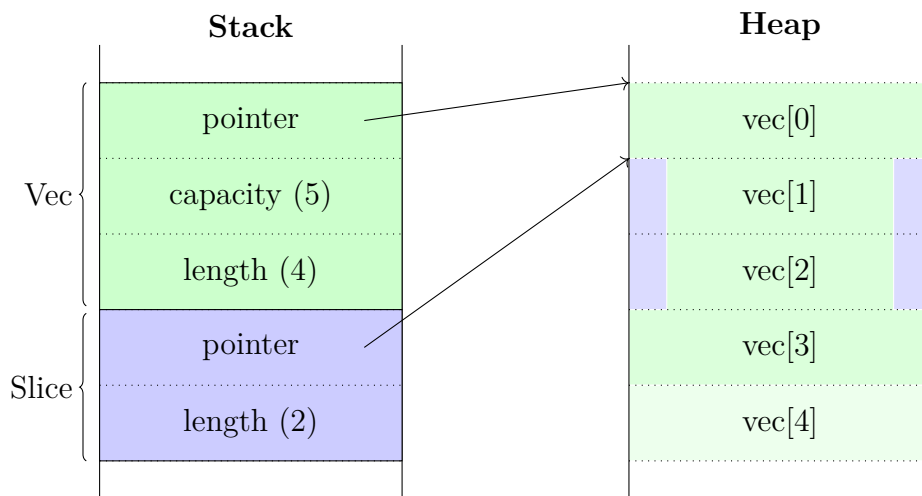 Stack
Heap
Vec
pointer
capacity (5)
length (4)
Slice
pointer
length (2)
vec[0]
vec[1]
vec[2]
vec[3]
vec[4]